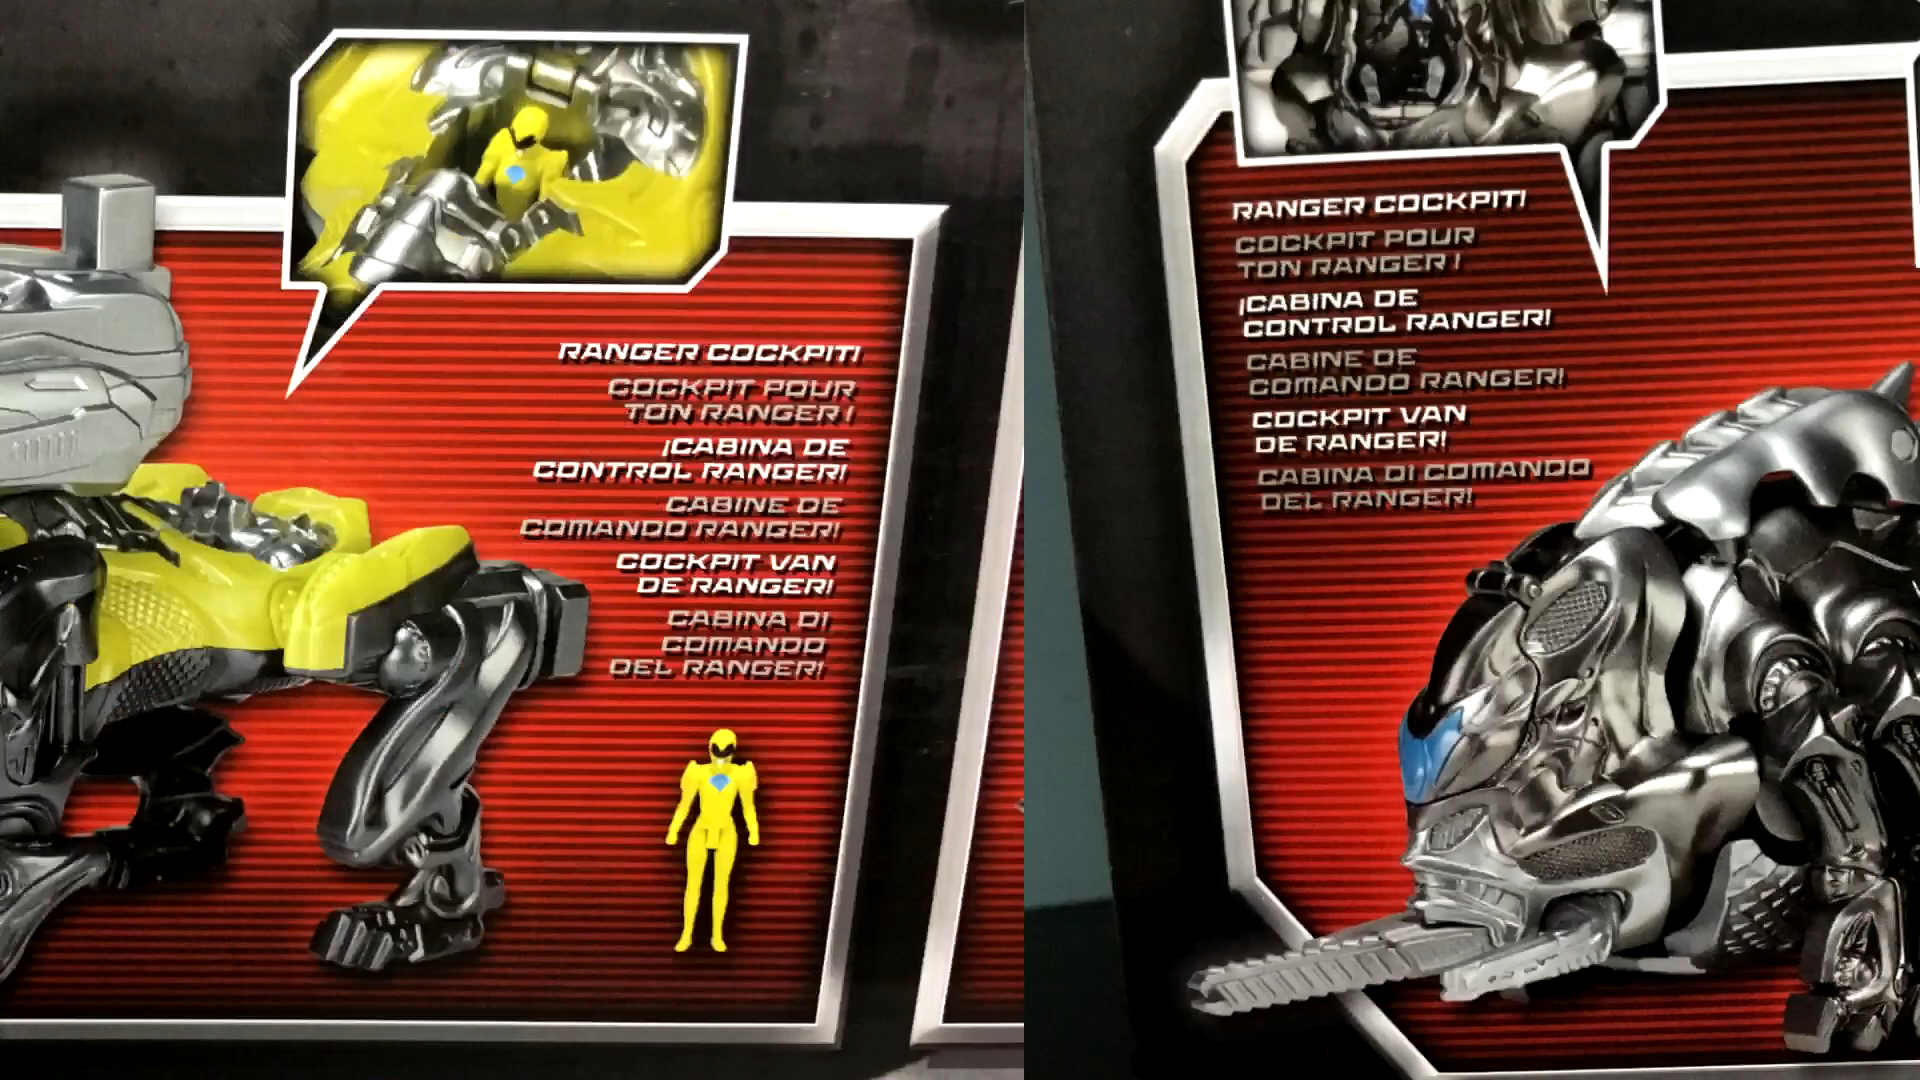 RANGER COCKPIT!
COCKPIT POUR
TON RANGER !
¡CABINA DE
CONTROL RANGER!
CABINE DE
COMANDO RANGER!
COCKPIT VAN
DE RANGER!
CABINA DI
COMANDO
DEL RANGER!
RANGER COCKPIT!
COCKPIT POUR
TON RANGER !
¡CABINA DE
CONTROL RANGER!
CABINE DE
COMANDO RANGER!
COCKPIT VAN
DE RANGER!
CABINA DI COMANDO
DEL RANGER!